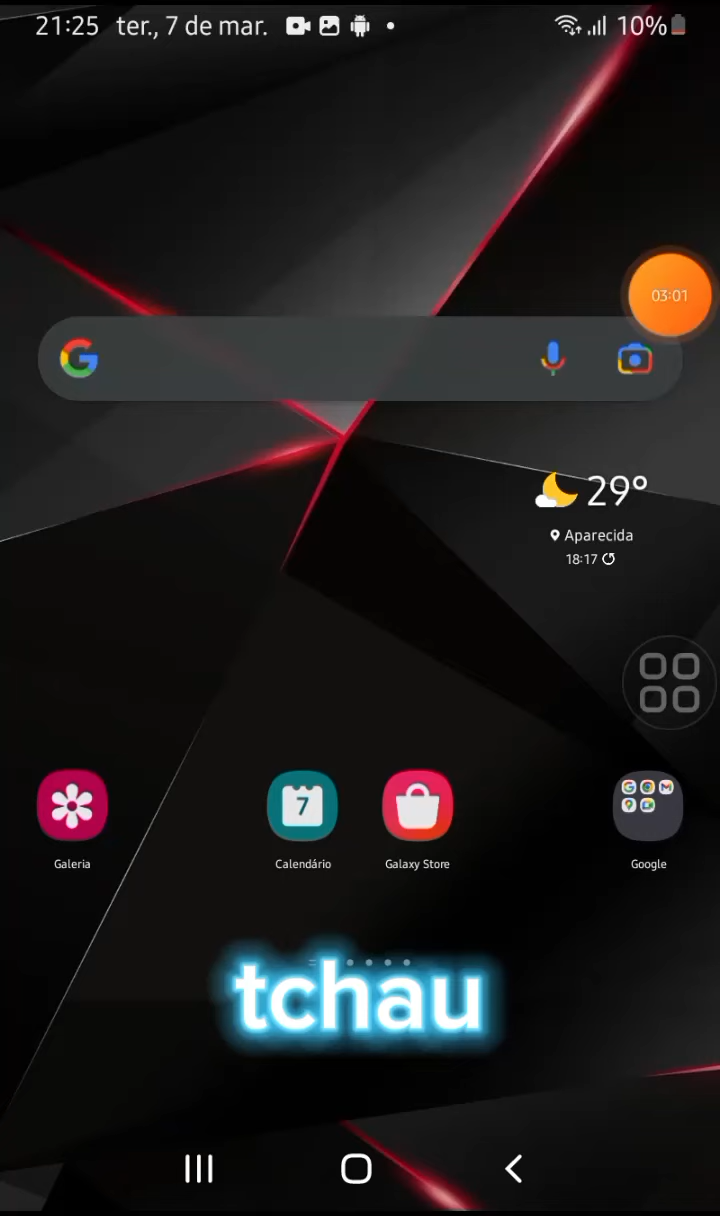 21:25 ter., 7 de mar. 10%
03:01
29°
Aparecida
18:17
7
Galeria Calendário Galaxy Store Google
tchau